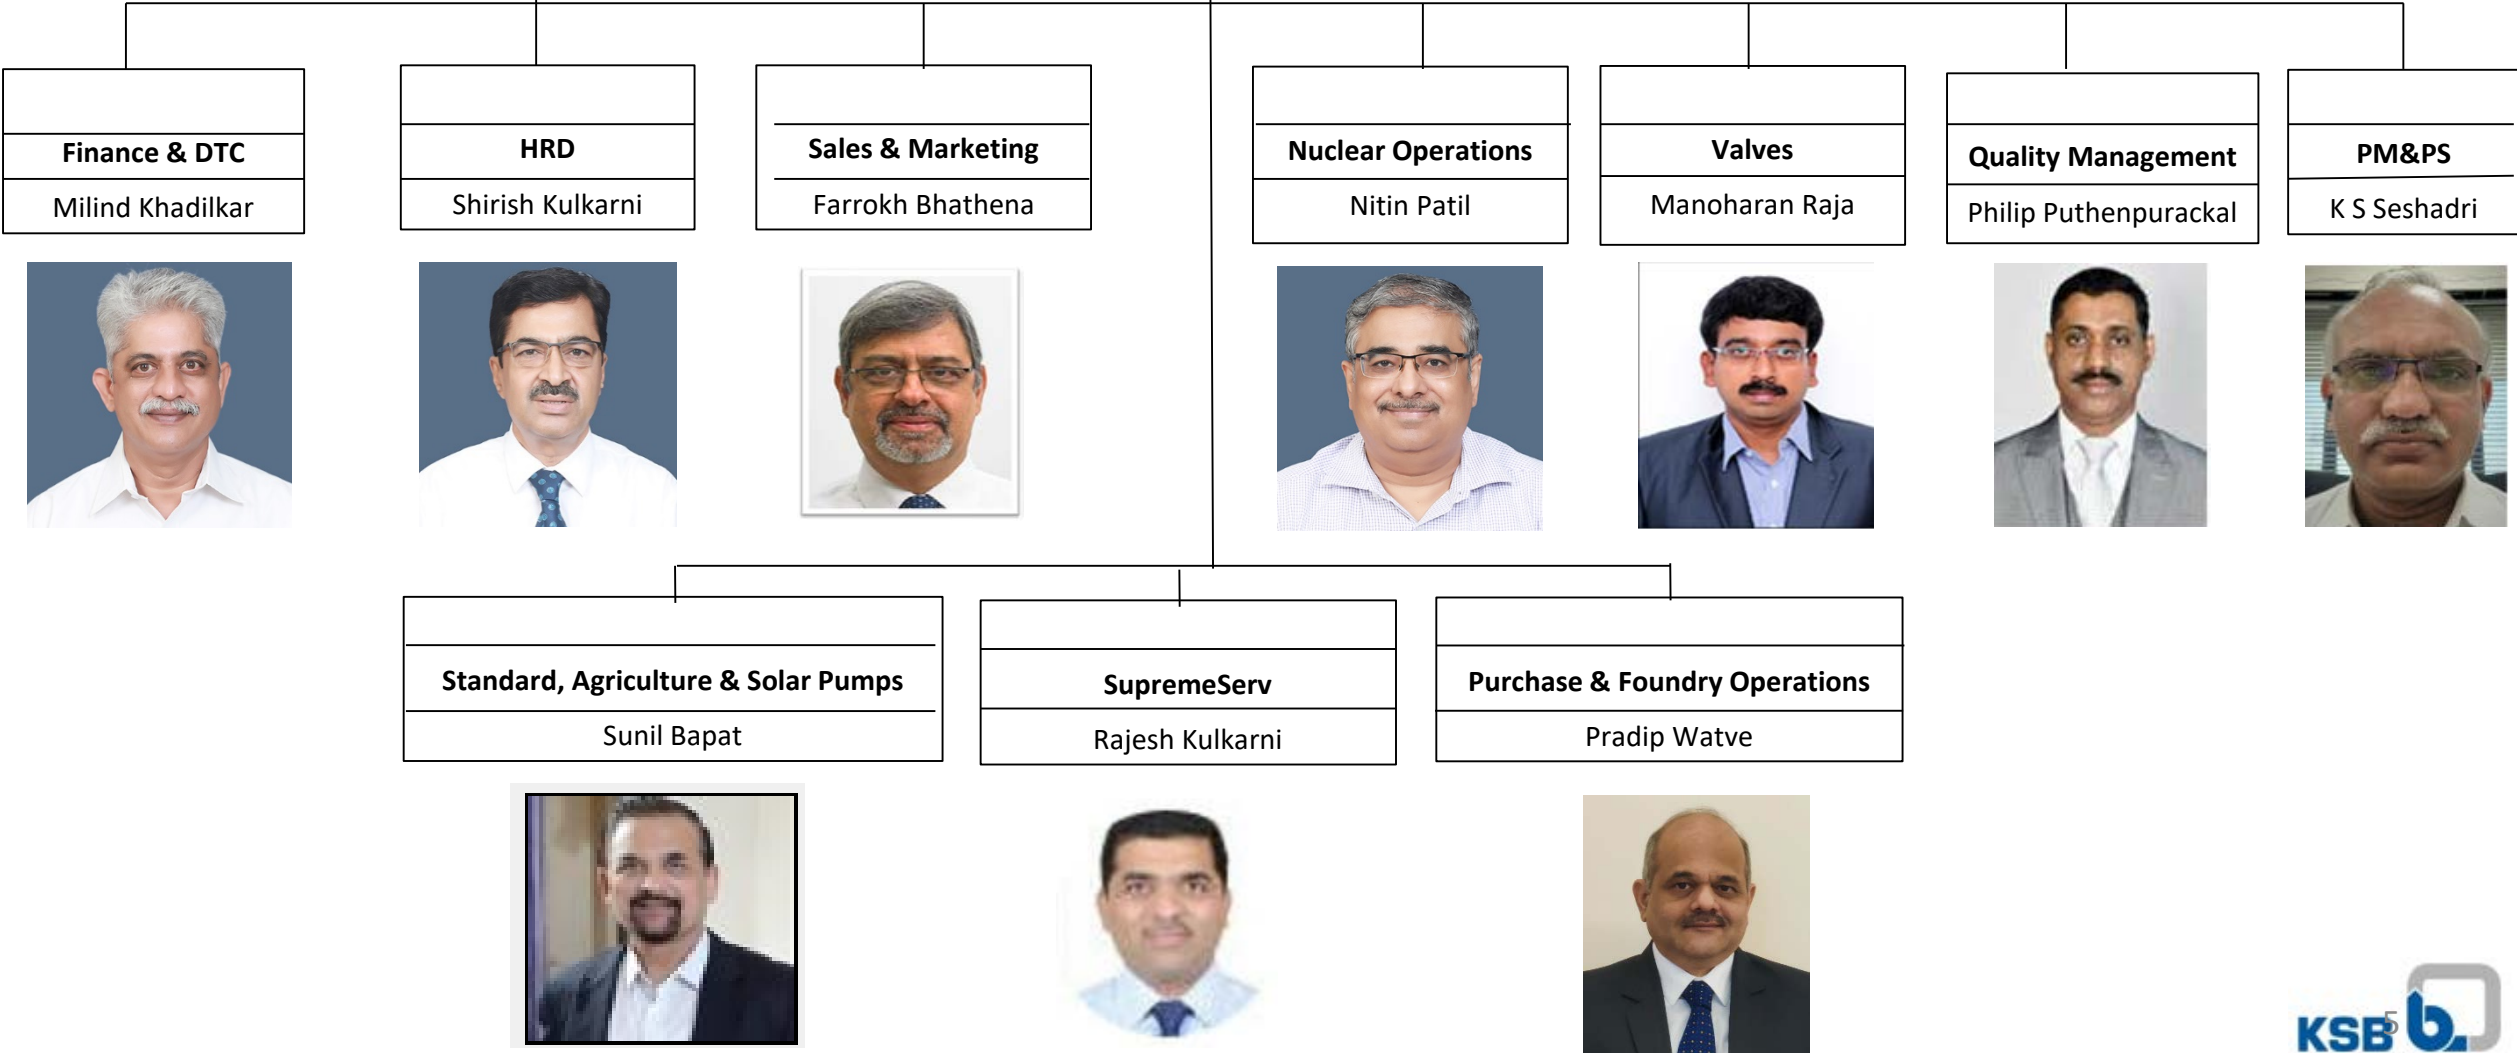 Finance & DTC
Milind Khadilkar
HRD
Shirish Kulkarni
Sales & Marketing
Farrokh Bhathena
Nuclear Operations
Nitin Patil
Valves
Manoharan Raja
Quality Management
Philip Puthenpurackal
PM&PS
K S Seshadri
Standard, Agriculture & Solar Pumps
Sunil Bapat
SupremeServ
Rajesh Kulkarni
Purchase & Foundry Operations
Pradip Watve
KSB
5